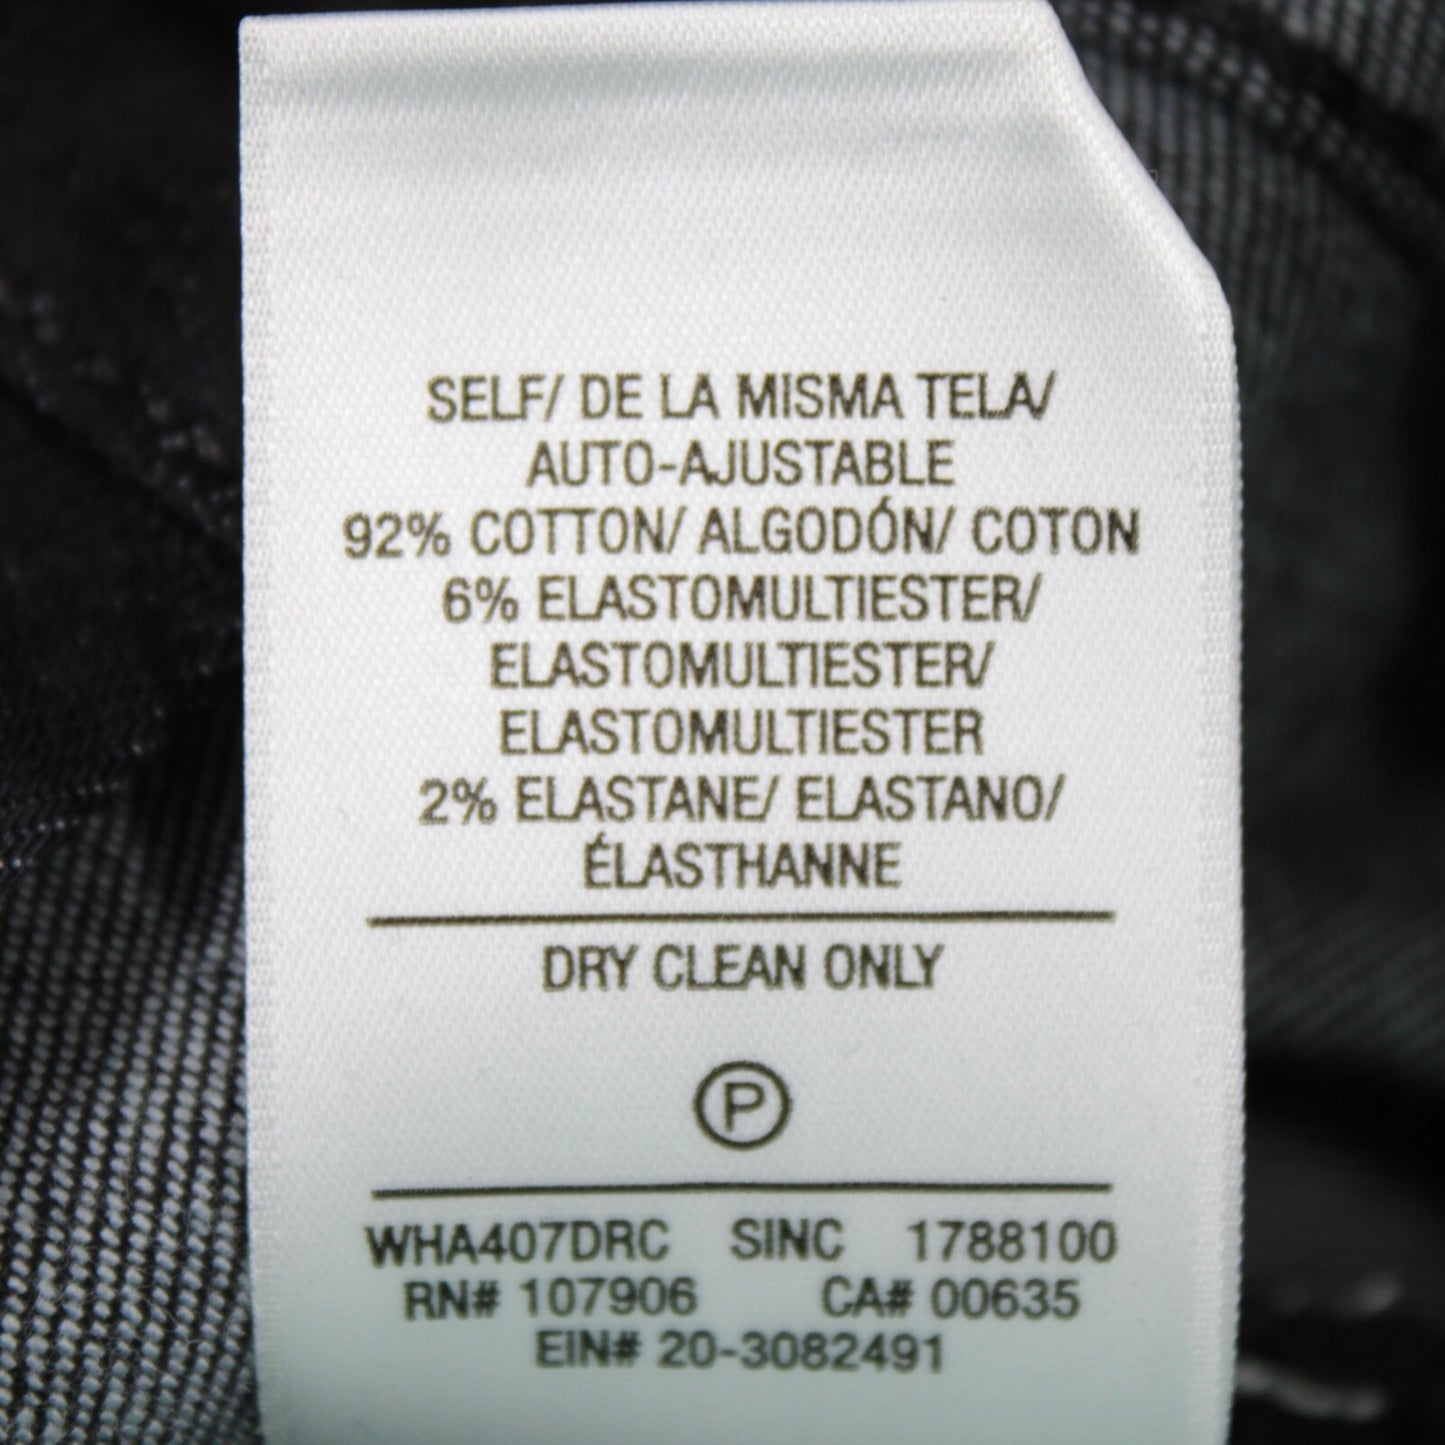 SELF/ DE LA MISMA TELA/
AUTO-AJUSTABLE
92% COTTON/ ALGODÓN/ COTON
6% ELASTOMULTIESTER/
ELASTOMULTIESTER/
ELASTOMULTIESTER
2% ELASTANE/ ELASTANO/
ÉLASTHANNE
DRY CLEAN ONLY
P
WHA407DRC SINC 1788100
RN# 107906 CA# 00635
EIN# 20-3082491